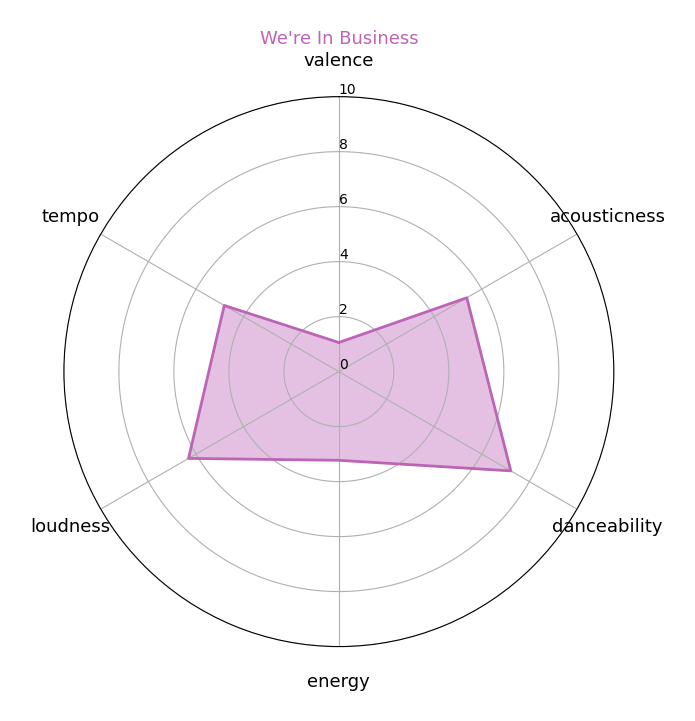 We're In Business
valence
10
8
6
4
2
0
tempo
acousticness
loudness
danceability
energy